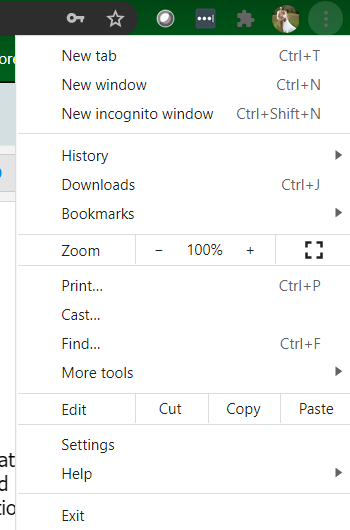 ore
New tab Ctrl+T
New window Ctrl+N
New incognito window Ctrl+Shift+N
History
Downloads Ctrl+J
Bookmarks
Zoom − 100% +
Print... Ctrl+P
Cast...
Find... Ctrl+F
More tools
Edit Cut Copy Paste
at
Settings
Help
d
tio
Exit